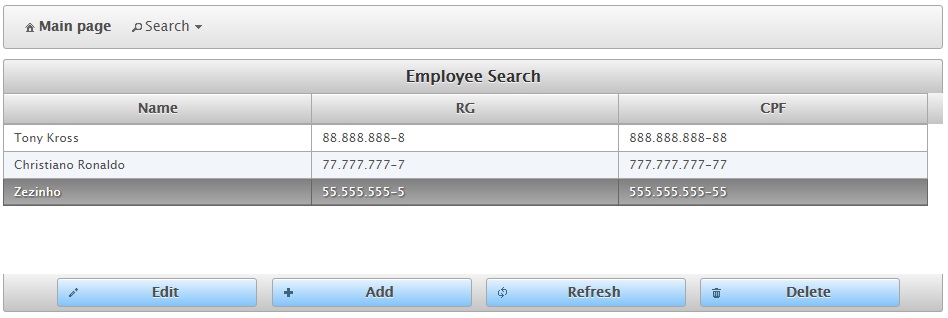 Main page Search
Employee Search
Name RG CPF
Tony Kross 88.888.888-8 888.888.888-88
Christiano Ronaldo 77.777.777-7 777.777.777-77
Zezinho 55.555.555-5 555.555.555-55
Edit Add Refresh Delete